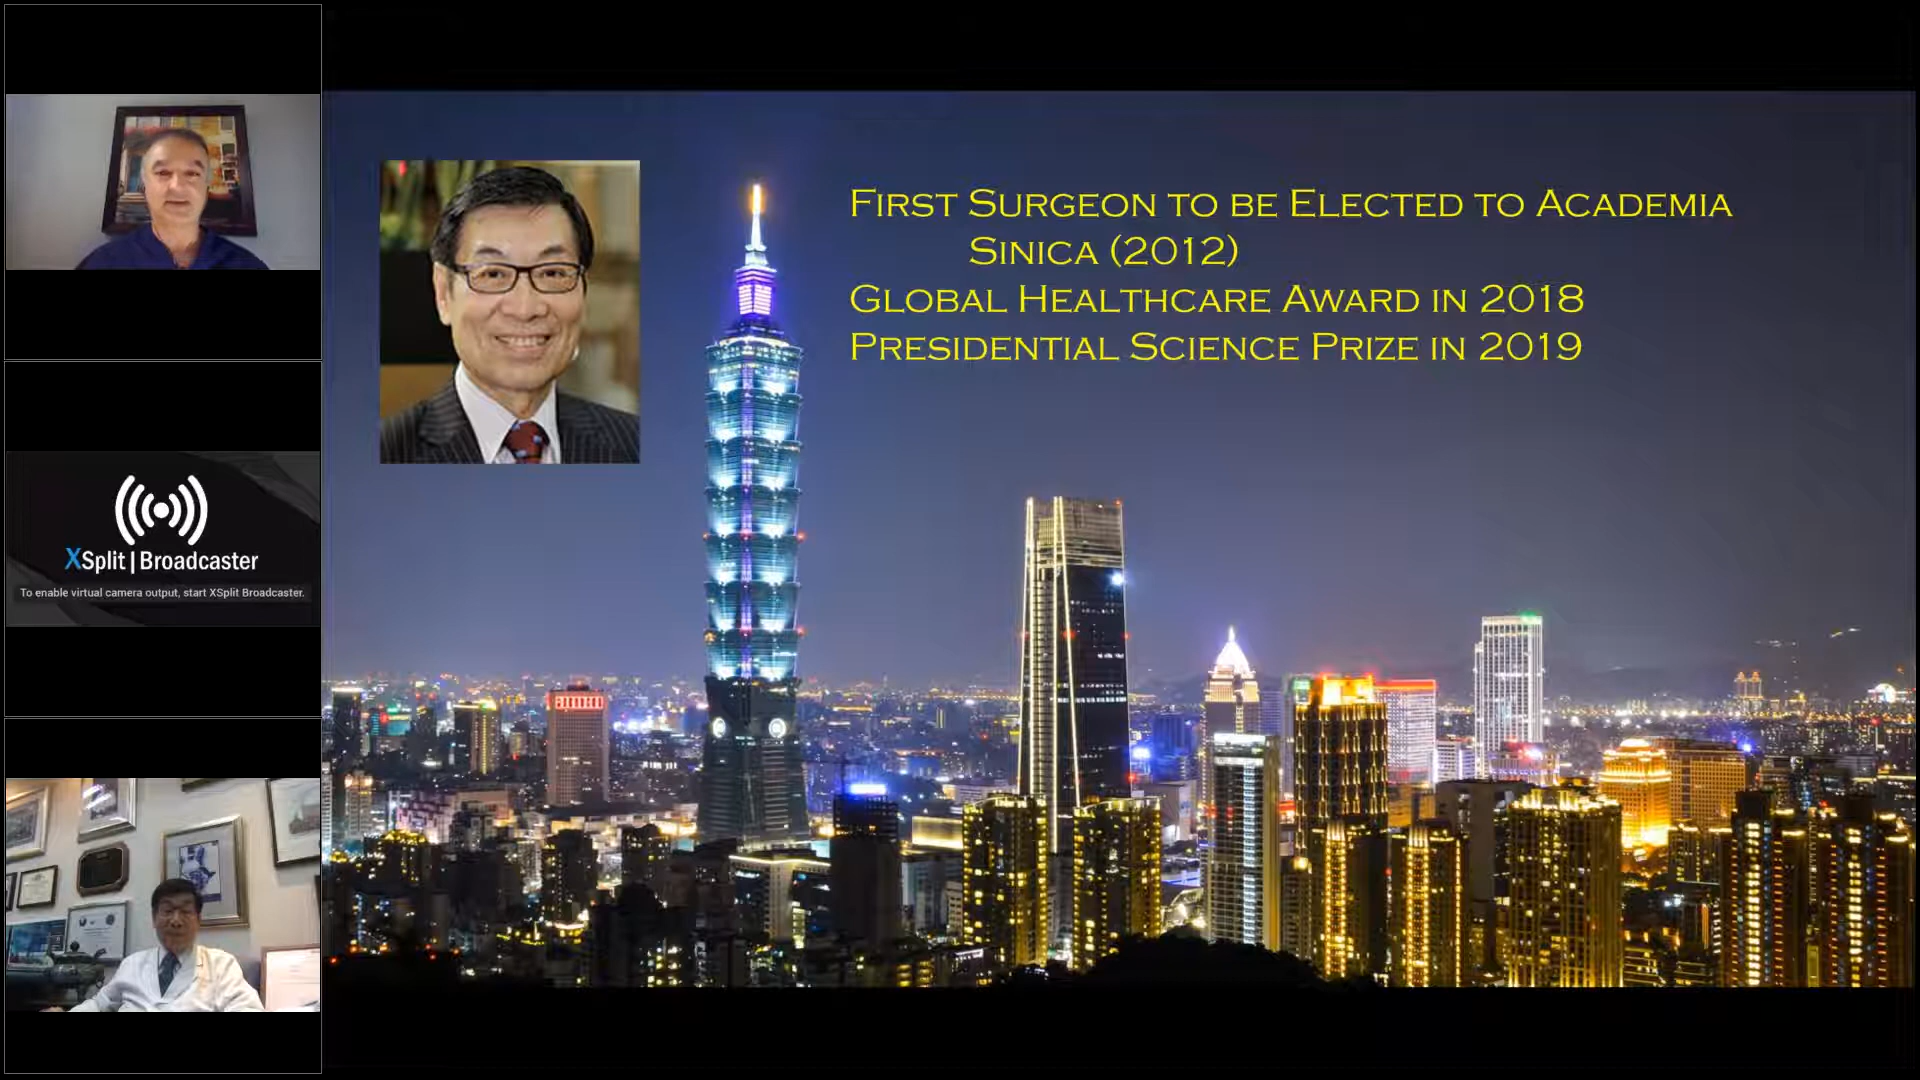 First Surgeon to be Elected to Academia
Sinica (2012)
Global Healthcare Award in 2018
Presidential Science Prize in 2019
XSplit | Broadcaster
To enable virtual camera output, start XSplit Broadcaster.